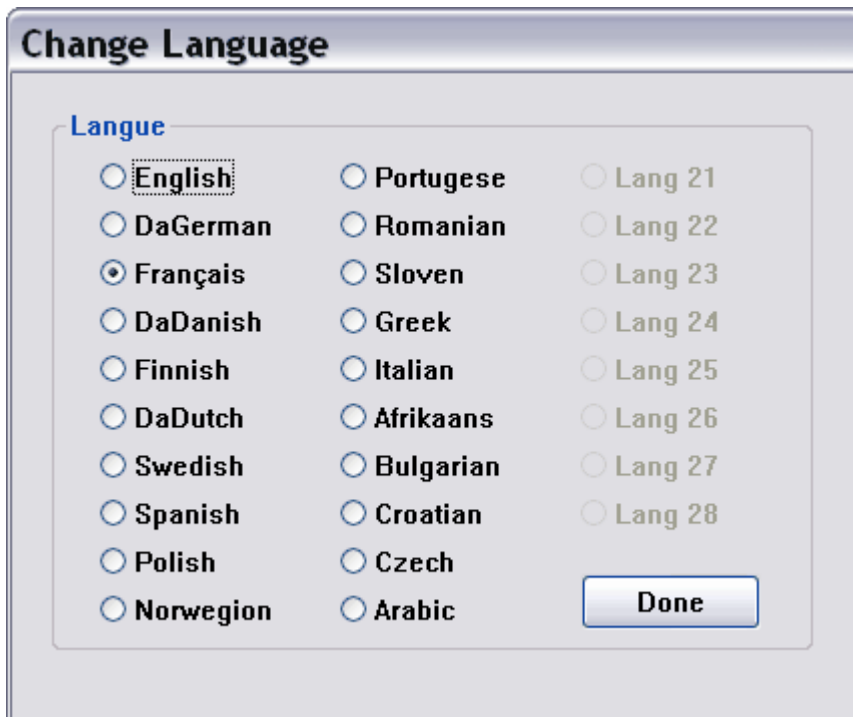 Change Language
Langue
English
DaGerman
Français
DaDanish
Finnish
DaDutch
Swedish
Spanish
Polish
Norwegion
Portugese
Romanian
Sloven
Greek
Italian
Afrikaans
Bulgarian
Croatian
Czech
Arabic
Lang 21
Lang 22
Lang 23
Lang 24
Lang 25
Lang 26
Lang 27
Lang 28
Done